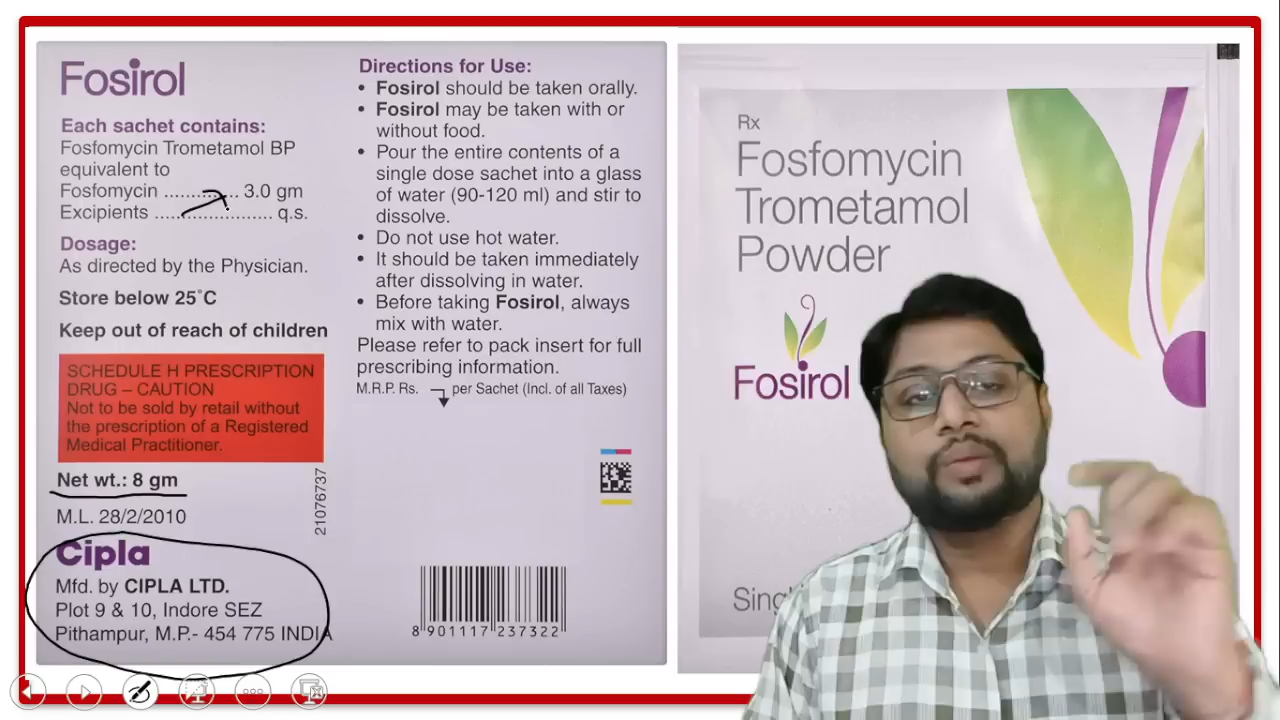 Fosirol
Each sachet contains:
Fosfomycin Trometamol BP
equivalent to
Fosfomycin .............. 3.0 gm
Excipients ...................... q.s.
Dosage:
As directed by the Physician.
Store below 25°C
Keep out of reach of children
SCHEDULE H PRESCRIPTION
DRUG – CAUTION
Not to be sold by retail without
the prescription of a Registered
Medical Practitioner.
Net wt.: 8 gm
M.L. 28/2/2010
21076737
Cipla
Mfd. by CIPLA LTD.
Plot 9 & 10, Indore SEZ
Pithampur, M.P.- 454 775 INDIA
Directions for Use:
• Fosirol should be taken orally.
• Fosirol may be taken with or
without food.
• Pour the entire contents of a
single dose sachet into a glass
of water (90-120 ml) and stir to
dissolve.
• Do not use hot water.
• It should be taken immediately
after dissolving in water.
• Before taking Fosirol, always
mix with water.
Please refer to pack insert for full
prescribing information.
M.R.P. Rs. per Sachet (Incl. of all Taxes)
8 901117 237322
Rx
Fosfomycin
Trometamol
Powder
Fosirol